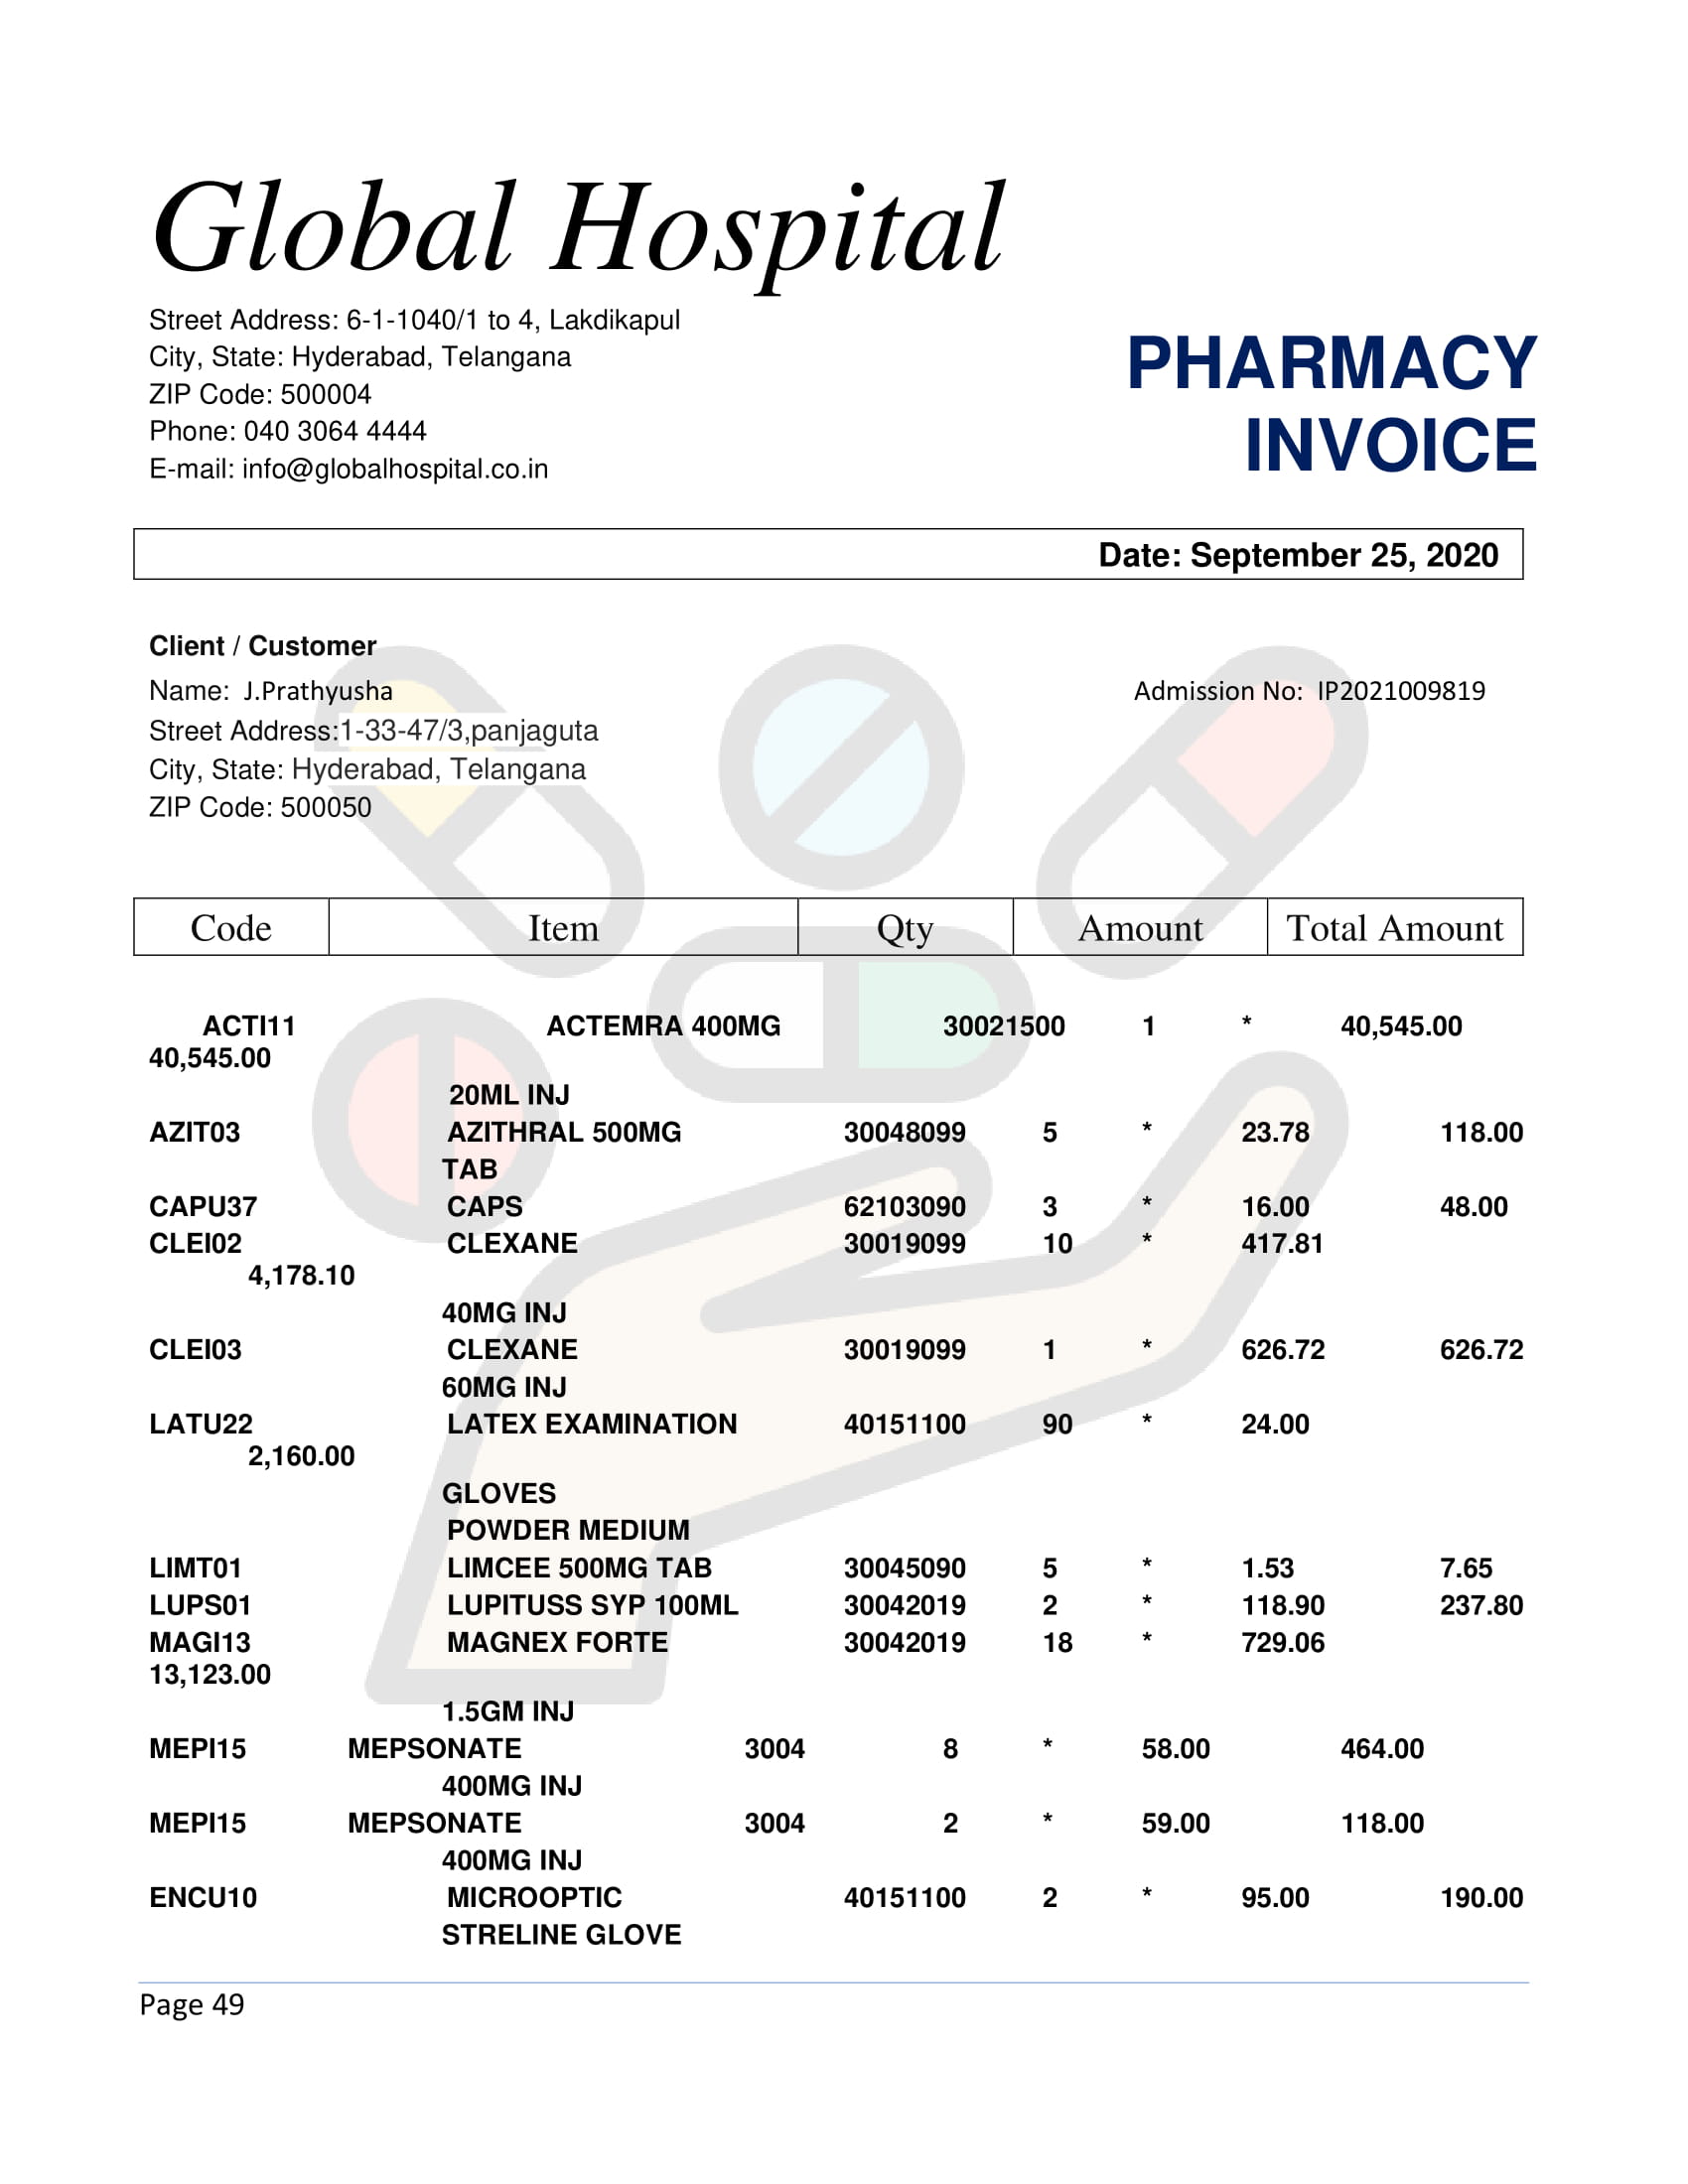 Global Hospital
Street Address: 6-1-1040/1 to 4, Lakdikapul
City, State: Hyderabad, Telangana
ZIP Code: 500004
Phone: 040 3064 4444
E-mail: info@globalhospital.co.in
PHARMACY
INVOICE
Date: September 25, 2020
Client / Customer
Name: J.Prathyusha Admission No: IP2021009819
Street Address:1-33-47/3,panjaguta
City, State: Hyderabad, Telangana
ZIP Code: 500050
Code Item Qty Amount Total Amount
ACTI11 ACTEMRA 400MG 30021500 1 * 40,545.00
40,545.00
20ML INJ
AZIT03 AZITHRAL 500MG 30048099 5 * 23.78 118.00
TAB
CAPU37 CAPS 62103090 3 * 16.00 48.00
CLEI02 CLEXANE 30019099 10 * 417.81
4,178.10
40MG INJ
CLEI03 CLEXANE 30019099 1 * 626.72 626.72
60MG INJ
LATU22 LATEX EXAMINATION 40151100 90 * 24.00
2,160.00
GLOVES
POWDER MEDIUM
LIMT01 LIMCEE 500MG TAB 30045090 5 * 1.53 7.65
LUPS01 LUPITUSS SYP 100ML 30042019 2 * 118.90 237.80
MAGI13 MAGNEX FORTE 30042019 18 * 729.06
13,123.00
1.5GM INJ
MEPI15 MEPSONATE 3004 8 * 58.00 464.00
400MG INJ
MEPI15 MEPSONATE 3004 2 * 59.00 118.00
400MG INJ
ENCU10 MICROOPTIC 40151100 2 * 95.00 190.00
STRELINE GLOVE
Page 49